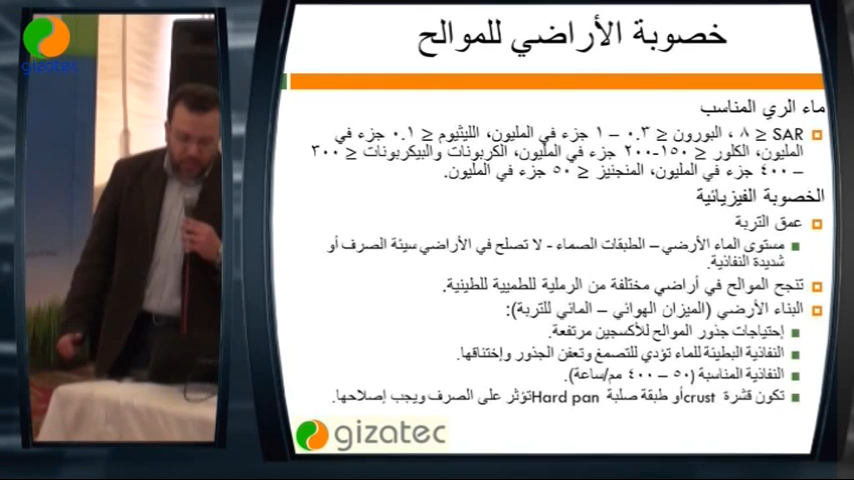 gizatec
خصوبة الأراضي للموالح
ماء الري المناسب
SAR ≤ ٨ ، البورون ≤ ٠.٣ – ١ جزء في المليون، الليثيوم ≤ ٠.١ جزء في
المليون، الكلور ≤ ١٥٠-٢٠٠ جزء في المليون، الكربونات والبيكربونات ≤ ٣٠٠
– ٤٠٠ جزء في المليون، المنجنيز ≤ ٥٠ جزء في المليون.
الخصوبة الفيزيائية
عمق التربة
مستوى الماء الأرضي – الطبقات الصماء - لا تصلح في الأراضي سيئة الصرف أو
شديدة النفاذية.
تنجح الموالح في أراضي مختلفة من الرملية للطميية للطينية.
البناء الأرضي (الميزان الهوائي – المائي للتربة):
إحتياجات جذور الموالح للأكسجين مرتفعة.
النفاذية البطيئة للماء تؤدي للتصمغ وتعفن الجذور وإختناقها.
النفاذية المناسبة (٥٠ – ٤٠٠ مم/ساعة).
تكون قشرة crust أو طبقة صلبة Hard pan تؤثر على الصرف ويجب إصلاحها.
gizatec